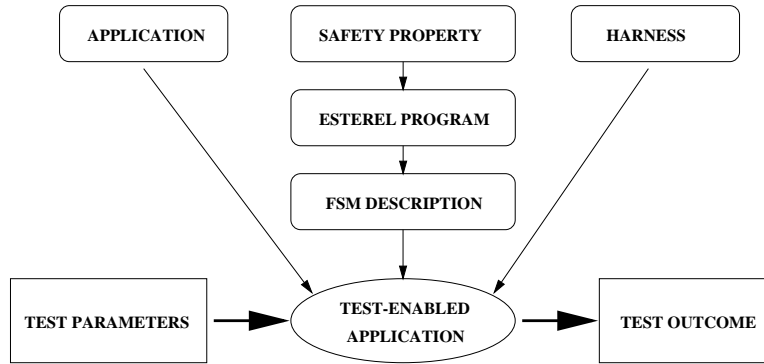 APPLICATION
SAFETY PROPERTY
HARNESS
ESTEREL PROGRAM
FSM DESCRIPTION
TEST PARAMETERS
TEST-ENABLED
APPLICATION
TEST OUTCOME